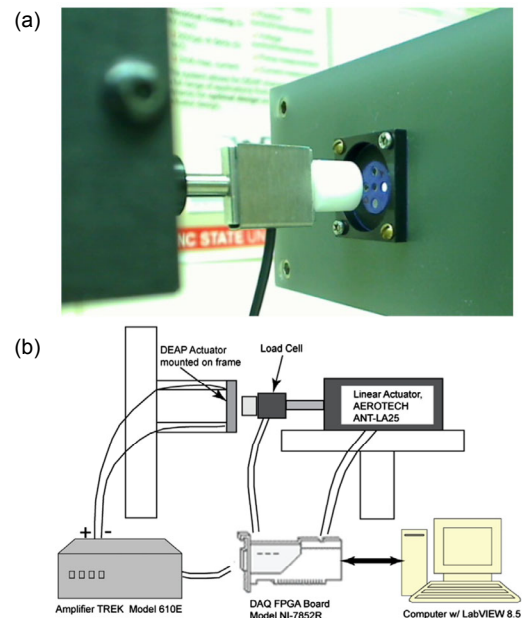 (a)
NC STATE UN
(b)
DEAP Actuator
mounted on frame
Load Cell
Linear Actuator,
AEROTECH
ANT-LA25
+ -
Amplifier TREK Model 610E
DAQ FPGA Board
Model NI-7852R
Computer w/ LabVIEW 8.5